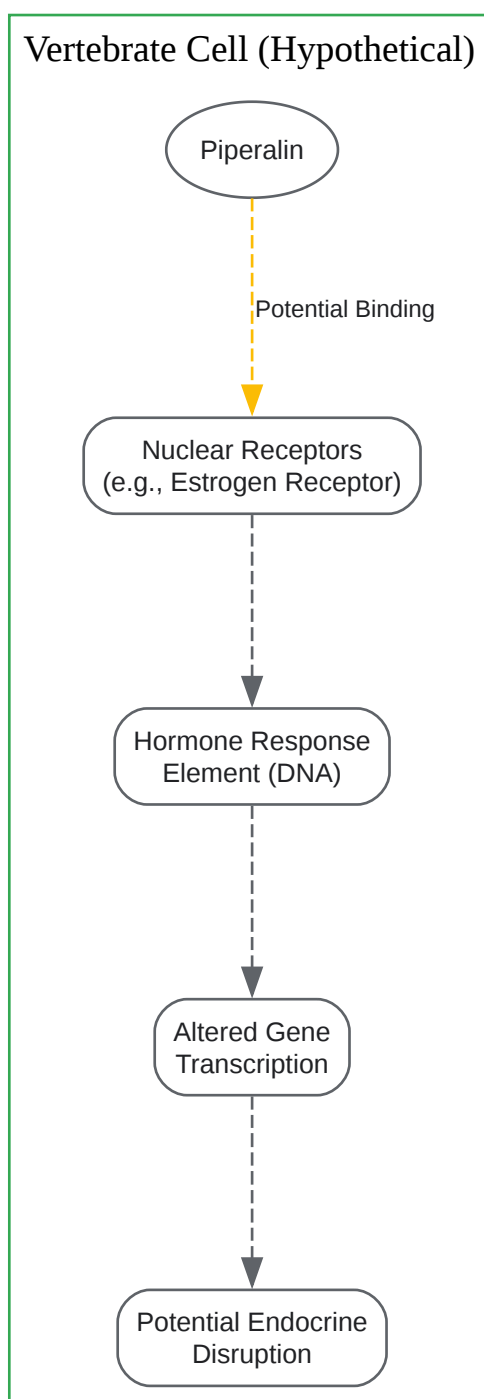 Vertebrate Cell (Hypothetical)
Piperalin
Potential Binding
Nuclear Receptors
(e.g., Estrogen Receptor)
Hormone Response
Element (DNA)
Altered Gene
Transcription
Potential Endocrine
Disruption